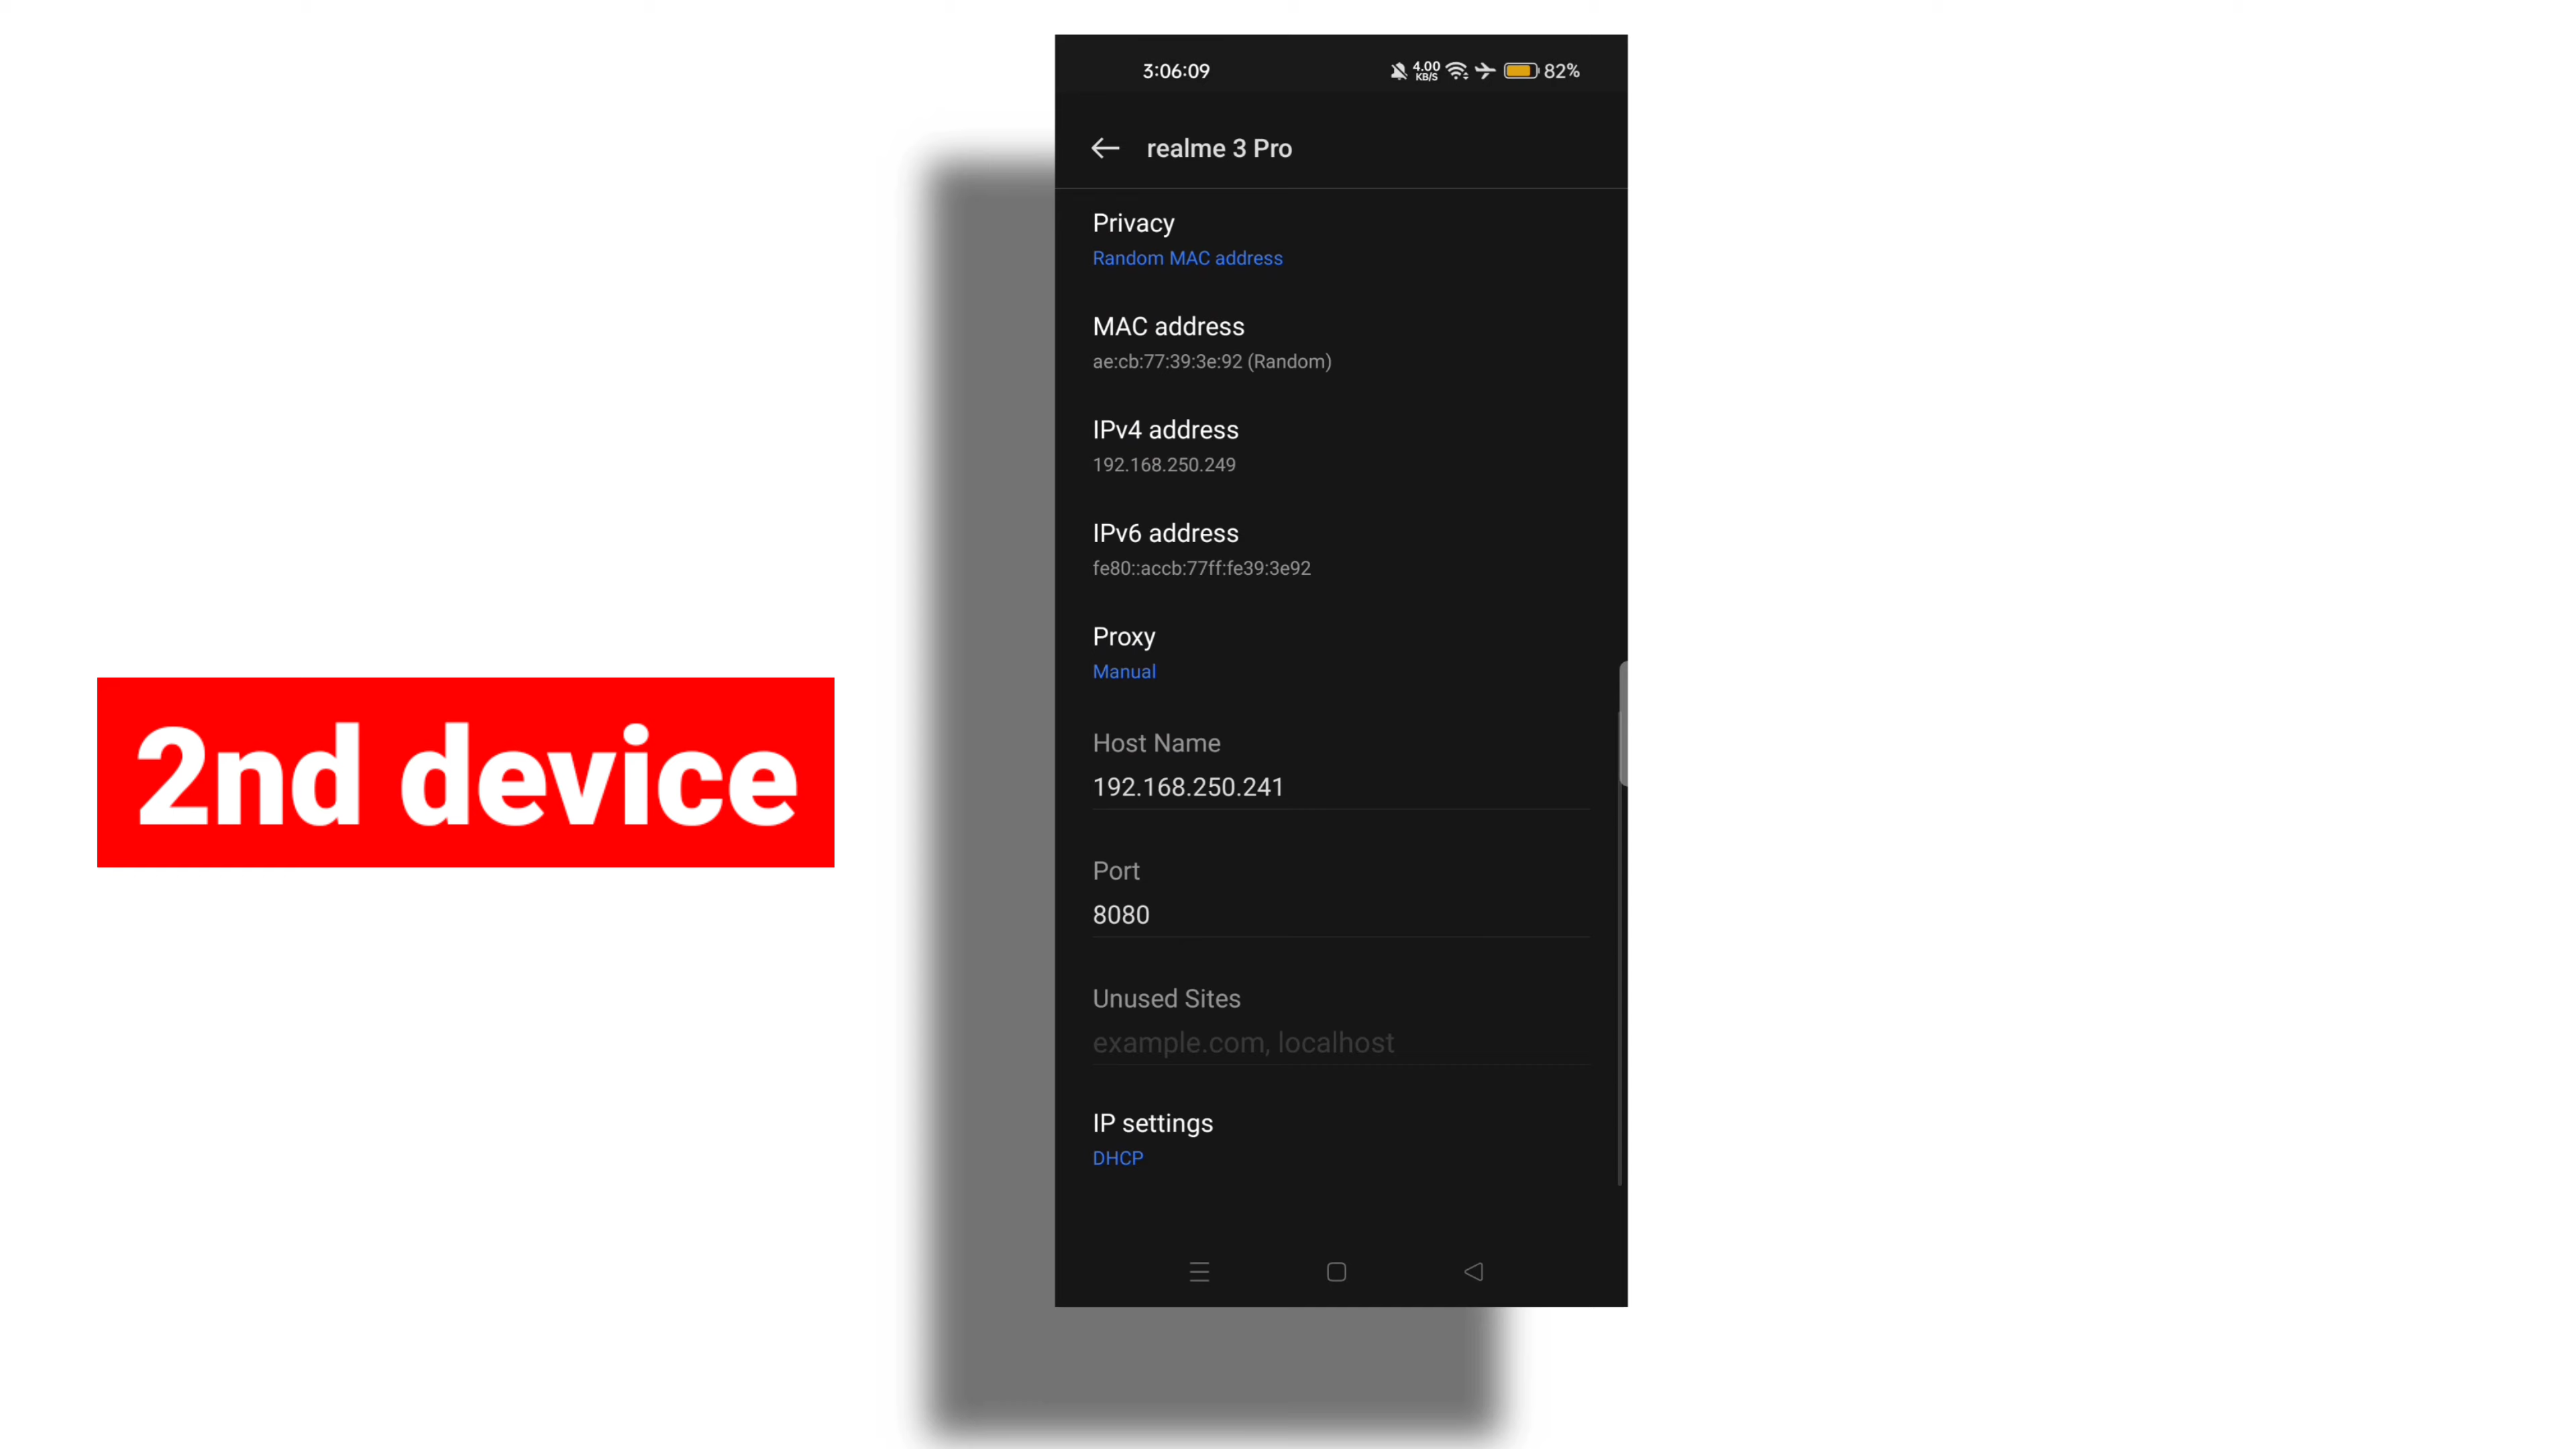 3:06:09
4.00 KB/S
82%
realme 3 Pro
Privacy
Random MAC address
MAC address
ae:cb:77:39:3e:92 (Random)
IPv4 address
192.168.250.249
IPv6 address
fe80::accb:77ff:fe39:3e92
Proxy
Manual
2nd device
Host Name
192.168.250.241
Port
8080
Unused Sites
example.com, localhost
IP settings
DHCP